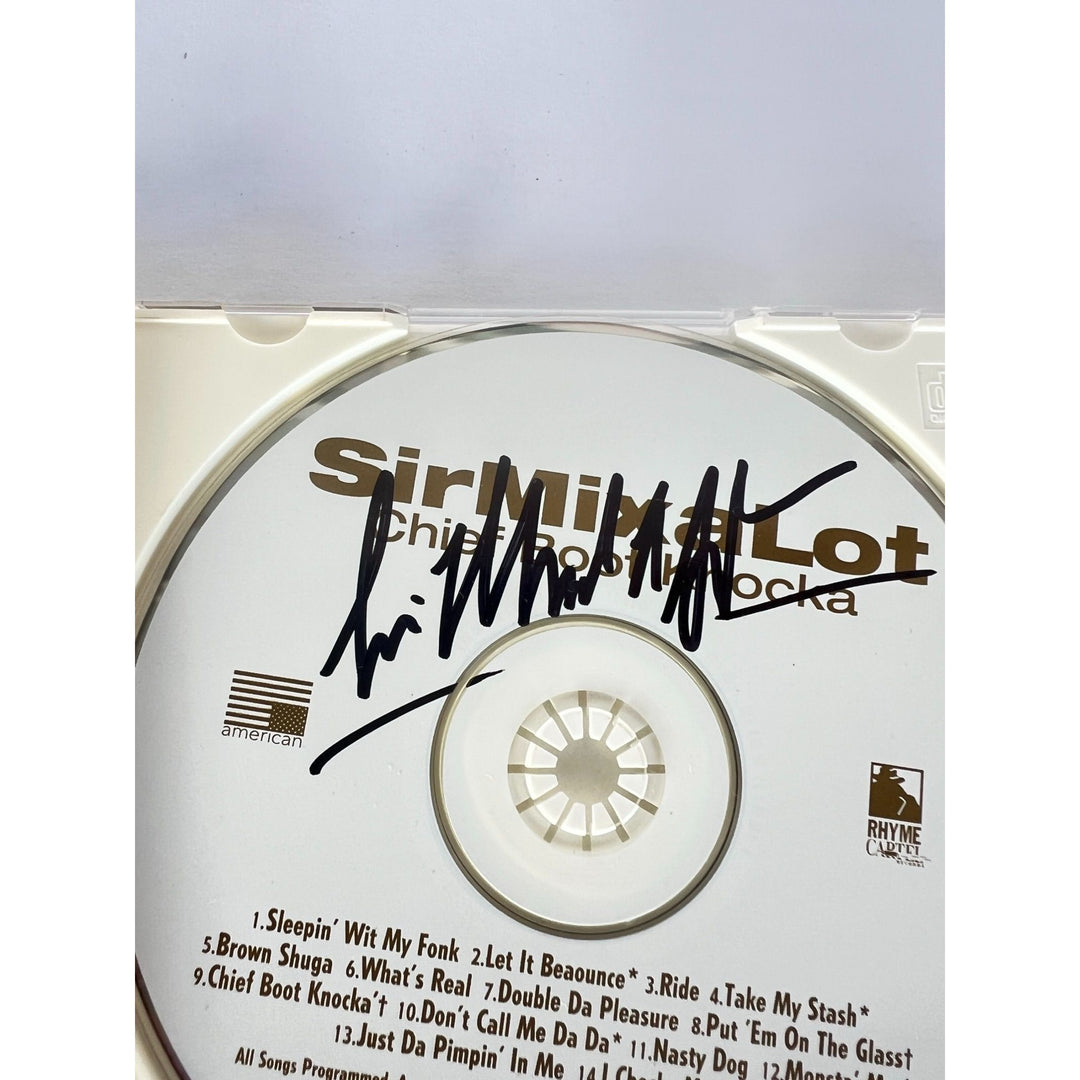 SirMixaLot
Chief Boot Knocka
american
RHYME
CARTEL
1.Sleepin' Wit My Fonk 2.Let It Beaounce* 3.Ride 4.Take My Stash*
5.Brown Shuga 6.What's Real 7.Double Da Pleasure 8.Put 'Em On The Glass†
9.Chief Boot Knocka'† 10.Don't Call Me Da Da* 11.Nasty Dog 12.Monsta'
13.Just Da Pimpin' In Me 14.I
All Songs Programmed